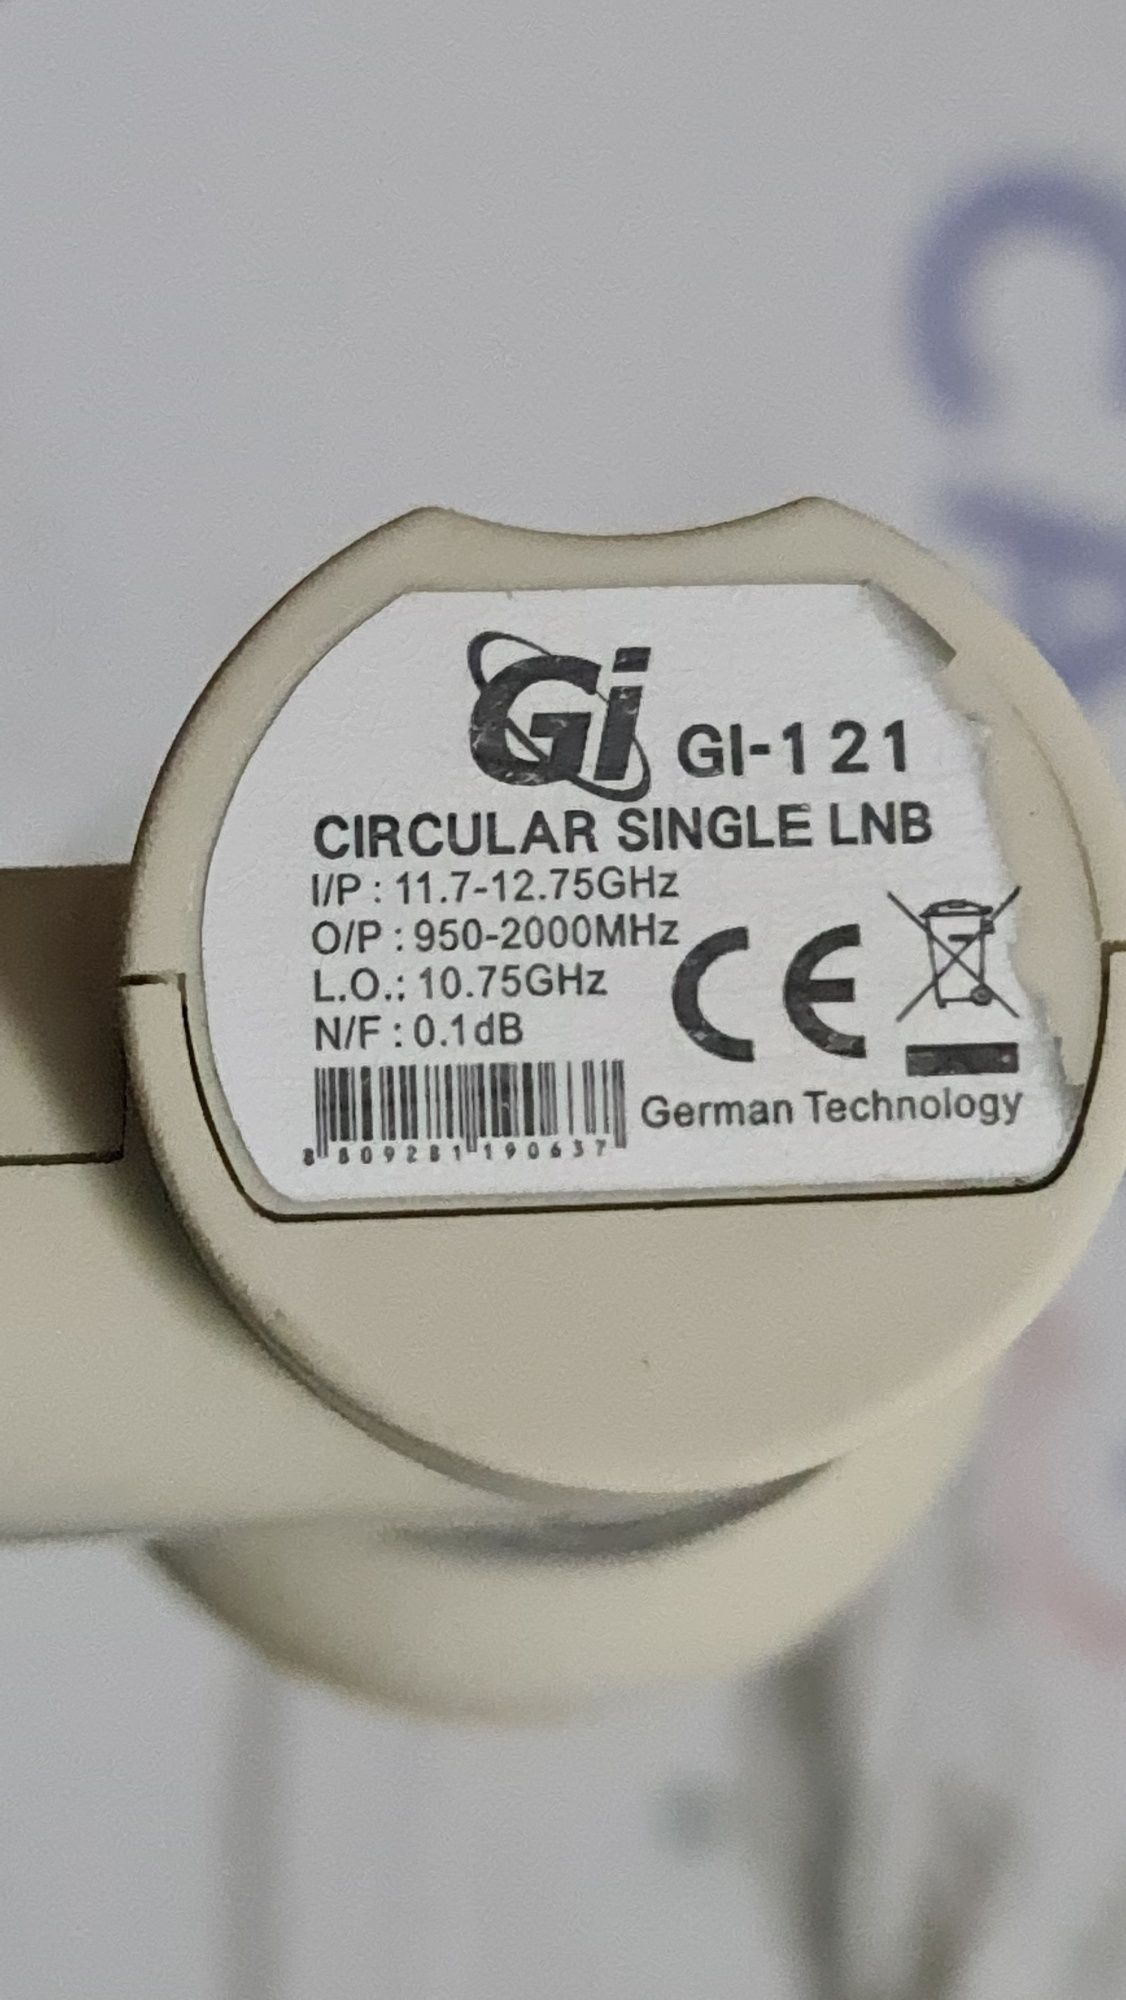 Gi GI-121
CIRCULAR SINGLE LNB
I/P : 11.7-12.75GHz
O/P : 950-2000MHz
L.O.: 10.75GHz
N/F : 0.1dB
CE
German Technology
8 809281 190637